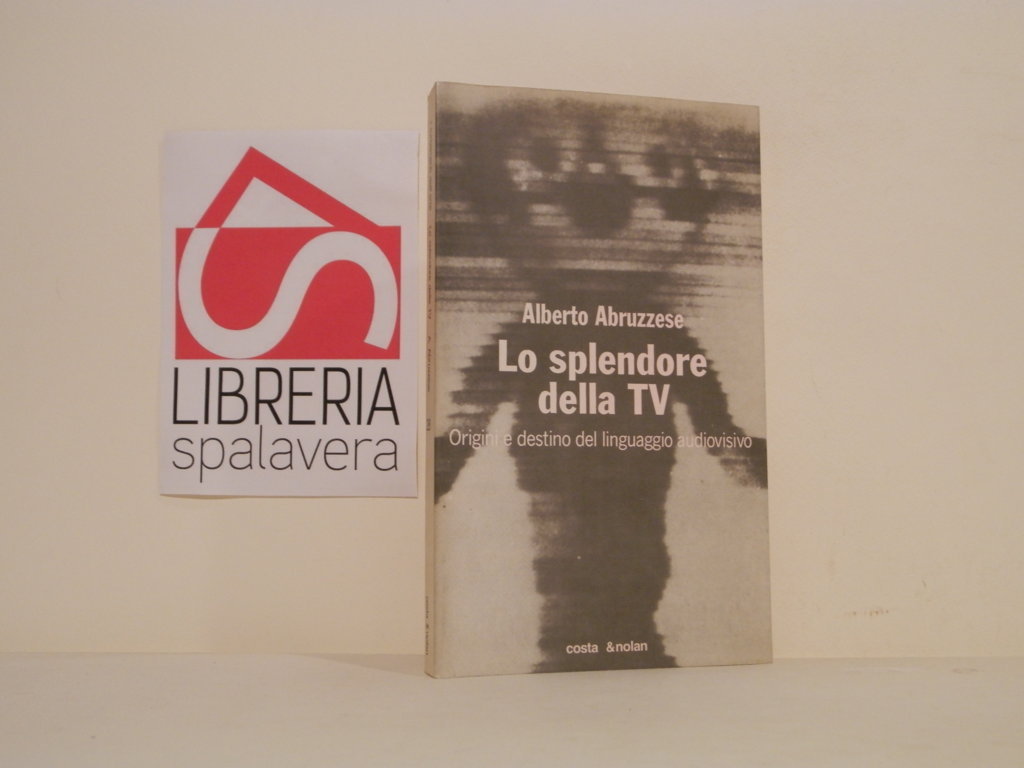 LIBRERIA
spalavera
Alberto Abruzzese
Lo splendore
della TV
Origini e destino del linguaggio audiovisivo
costa & nolan